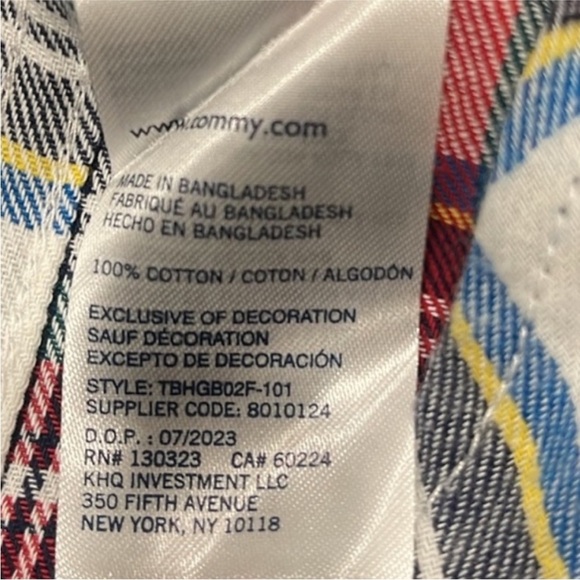 www.tommy.com
MADE IN BANGLADESH
FABRIQUÉ AU BANGLADESH
HECHO EN BANGLADESH
100% COTTON / COTON / ALGODÓN
EXCLUSIVE OF DECORATION
SAUF DÉCORATION
EXCEPTO DE DECORACIÓN
STYLE: TBHGB02F-101
SUPPLIER CODE: 8010124
D.O.P. : 07/2023
RN# 130323 CA# 60224
KHQ INVESTMENT LLC
350 FIFTH AVENUE
NEW YORK, NY 10118